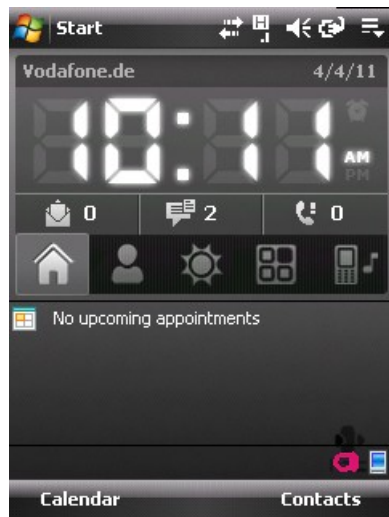 Start
Vodafone.de 4/4/11
10:11 AM
PM
0 2 0
No upcoming appointments
Calendar Contacts